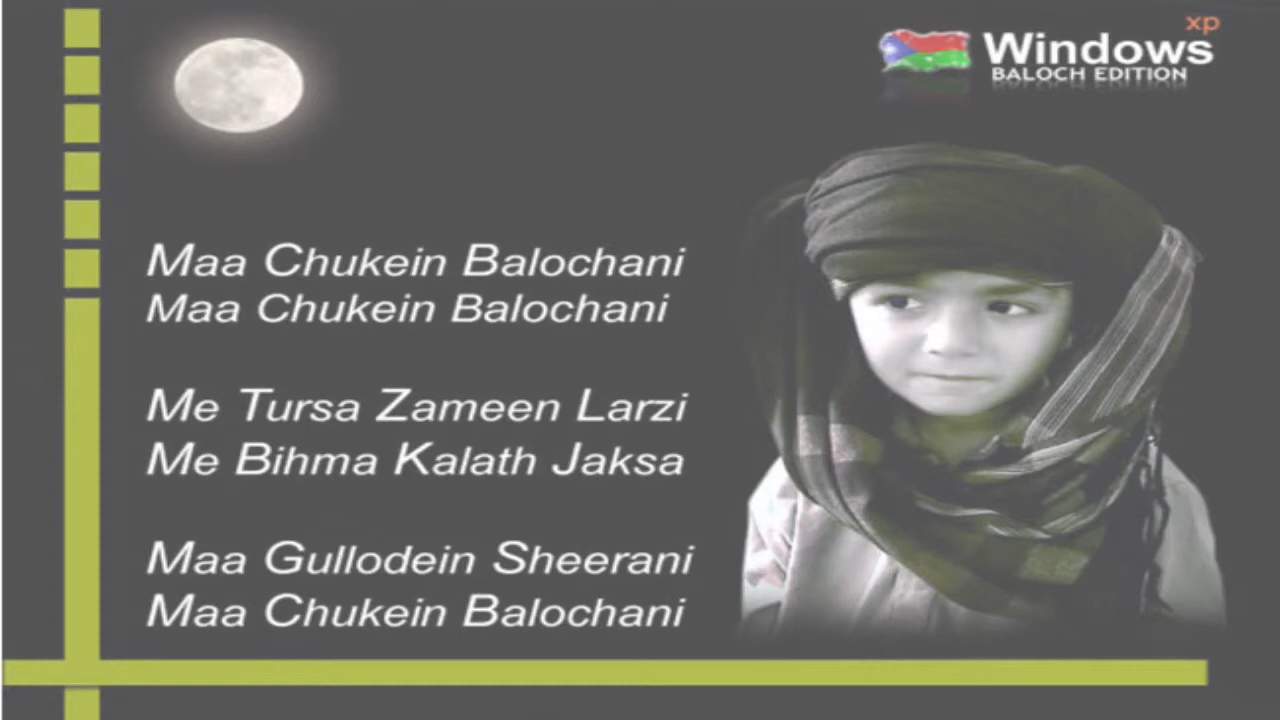 xp
Windows
BALOCH EDITION
Maa Chukein Balochani
Maa Chukein Balochani
Me Tursa Zameen Larzi
Me Bihma Kalath Jaksa
Maa Gullodein Sheerani
Maa Chukein Balochani